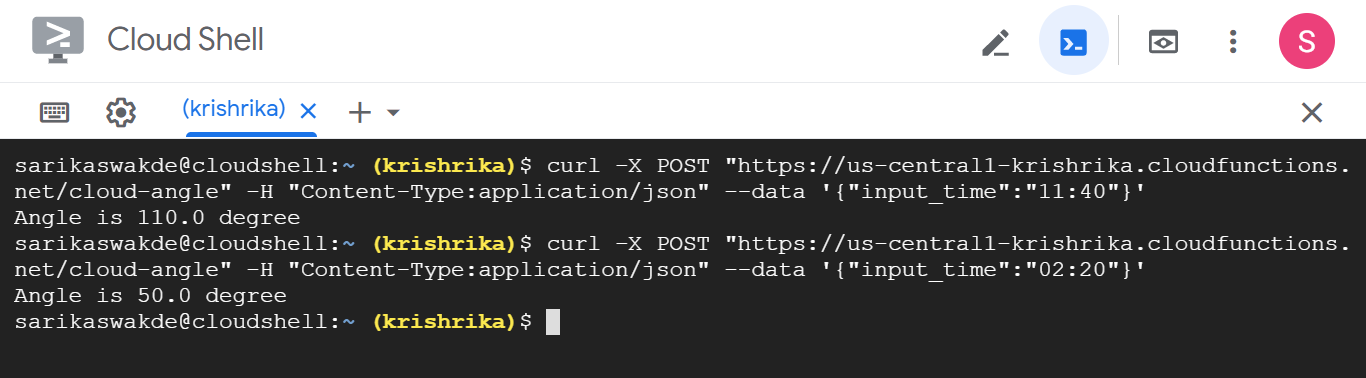 Cloud Shell
S
(krishrika)
sarikaswakde@cloudshell:~ (krishrika)$ curl -X POST "https://us-central1-krishrika.cloudfunctions.
net/cloud-angle" -H "Content-Type:application/json" --data '{"input_time":"11:40"}'
Angle is 110.0 degree
sarikaswakde@cloudshell:~ (krishrika)$ curl -X POST "https://us-central1-krishrika.cloudfunctions.
net/cloud-angle" -H "Content-Type:application/json" --data '{"input_time":"02:20"}'
Angle is 50.0 degree
sarikaswakde@cloudshell:~ (krishrika)$